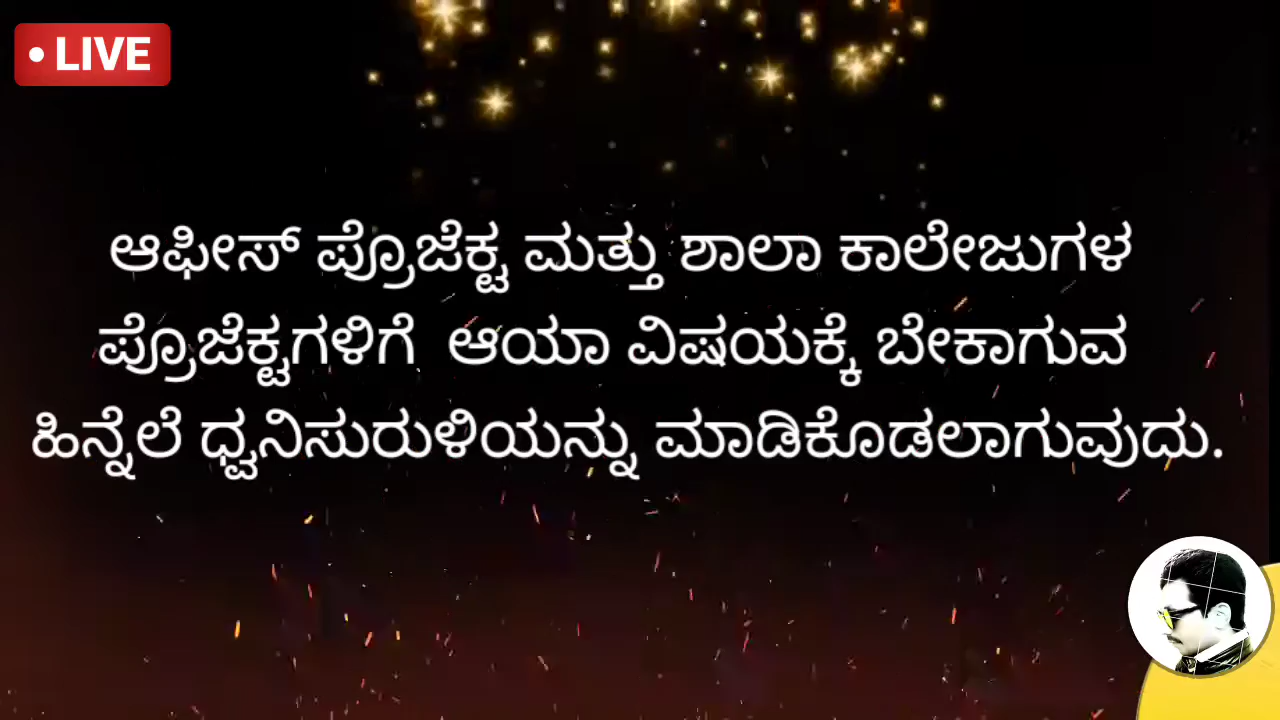 • LIVE
ಆಫೀಸ್ ಪ್ರೊಜೆಕ್ಟ ಮತ್ತು ಶಾಲಾ ಕಾಲೇಜುಗಳ
ಪ್ರೊಜೆಕ್ಟಗಳಿಗೆ ಆಯಾ ವಿಷಯಕ್ಕೆ ಬೇಕಾಗುವ
ಹಿನ್ನೆಲೆ ಧ್ವನಿಸುರುಳಿಯನ್ನು ಮಾಡಿಕೊಡಲಾಗುವುದು.